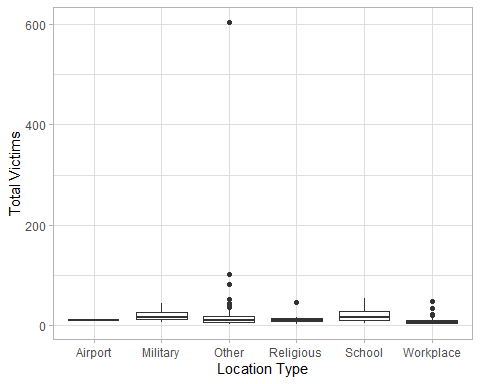 600
400
200
0
Total Victims
Airport Military Other Religious School Workplace
Location Type